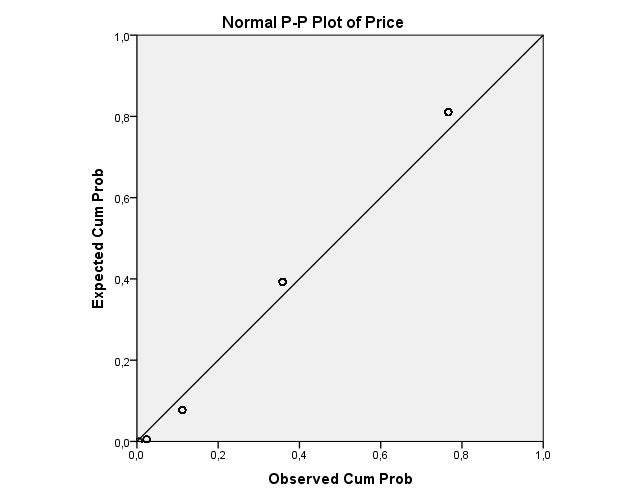 Normal P-P Plot of Price
1,0
0,8
0,6
0,4
0,2
0,0
Expected Cum Prob
0,0 0,2 0,4 0,6 0,8 1,0
Observed Cum Prob